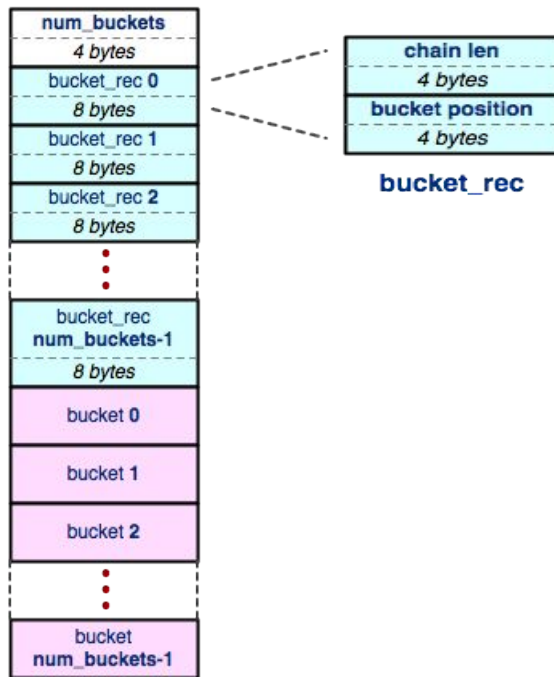 num_buckets
4 bytes
bucket_rec 0
8 bytes
bucket_rec 1
8 bytes
bucket_rec 2
8 bytes
bucket_rec
num_buckets-1
8 bytes
bucket 0
bucket 1
bucket 2
bucket
num_buckets-1
chain len
4 bytes
bucket position
4 bytes
bucket_rec